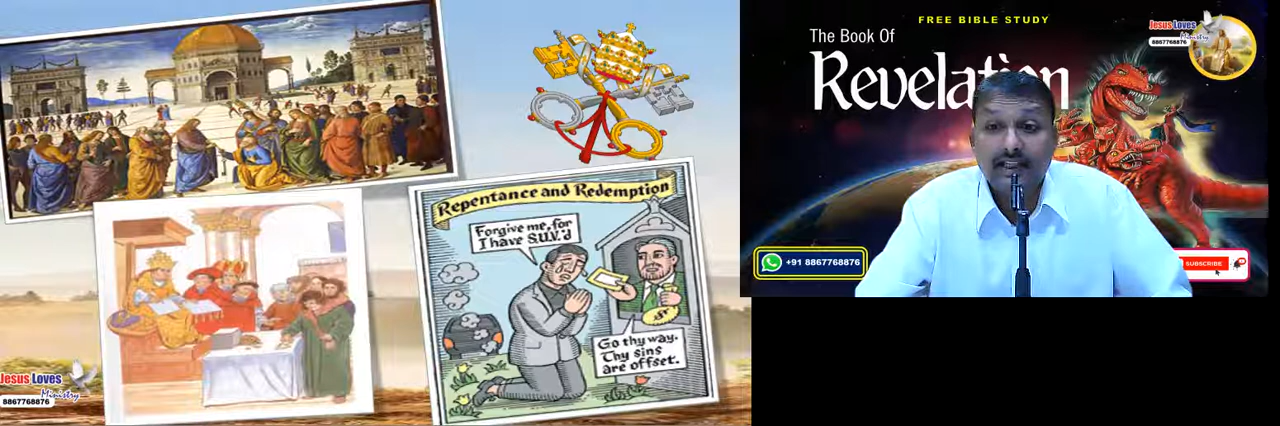 Repentance and Redemption
Forgive me, for
I have S.U.V.'d
Go thy way.
Thy sins
are offset.
Jesus Loves
Ministry
8867768876
FREE BIBLE STUDY
The Book Of
Revelation
Jesus Loves
Ministry
8867768876
+91 8867768876
SUBSCRIBE